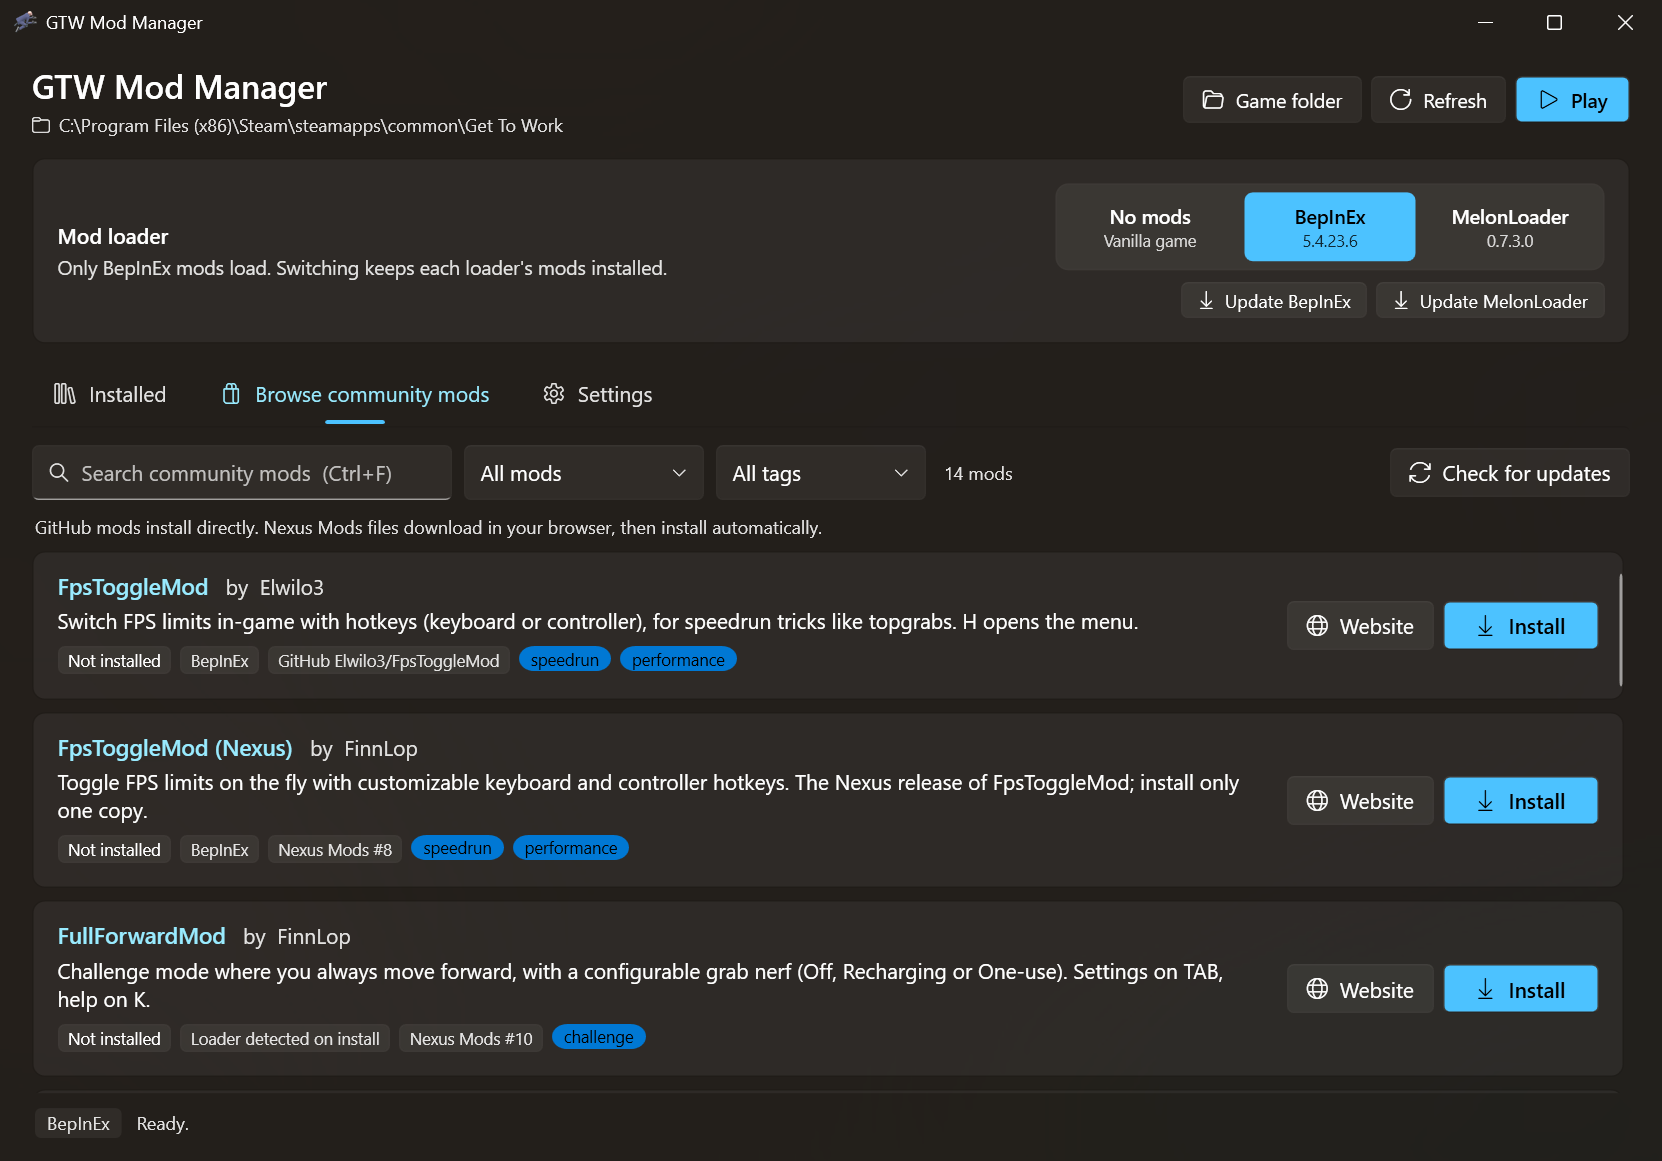 GTW Mod Manager
GTW Mod Manager
C:\Program Files (x86)\Steam\steamapps\common\Get To Work
Game folder
Refresh
Play
Mod loader
Only BepInEx mods load. Switching keeps each loader's mods installed.
No mods
Vanilla game
BepInEx
5.4.23.6
MelonLoader
0.7.3.0
Update BepInEx
Update MelonLoader
Installed
Browse community mods
Settings
Search community mods (Ctrl+F)
All mods
All tags
14 mods
Check for updates
GitHub mods install directly. Nexus Mods files download in your browser, then install automatically.
FpsToggleMod by Elwilo3
Switch FPS limits in-game with hotkeys (keyboard or controller), for speedrun tricks like topgrabs. H opens the menu.
Not installed
BepInEx
GitHub Elwilo3/FpsToggleMod
speedrun
performance
Website
Install
FpsToggleMod (Nexus) by FinnLop
Toggle FPS limits on the fly with customizable keyboard and controller hotkeys. The Nexus release of FpsToggleMod; install only
one copy.
Not installed
BepInEx
Nexus Mods #8
speedrun
performance
Website
Install
FullForwardMod by FinnLop
Challenge mode where you always move forward, with a configurable grab nerf (Off, Recharging or One-use). Settings on TAB,
help on K.
Not installed
Loader detected on install
Nexus Mods #10
challenge
Website
Install
BepInEx
Ready.